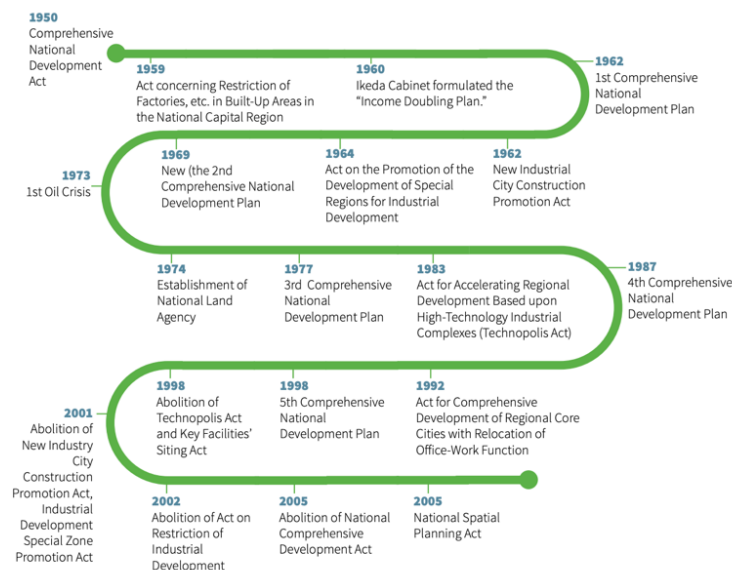 1950
Comprehensive
National
Development
Act
1959
Act concerning Restriction of
Factories, etc. in Built-Up Areas in
the National Capital Region
1960
Ikeda Cabinet formulated the
“Income Doubling Plan.”
1962
1st Comprehensive
National
Development Plan
1962
New Industrial
City Construction
Promotion Act
1964
Act on the Promotion of the
Development of Special
Regions for Industrial
Development
1969
New (the 2nd
Comprehensive National
Development Plan
1973
1st Oil Crisis
1974
Establishment of
National Land
Agency
1977
3rd Comprehensive
National
Development Plan
1983
Act for Accelerating Regional
Development Based upon
High-Technology Industrial
Complexes (Technopolis Act)
1987
4th Comprehensive
National
Development Plan
1992
Act for Comprehensive
Development of Regional Core
Cities with Relocation of
Office-Work Function
1998
5th Comprehensive
National
Development Plan
1998
Abolition of
Technopolis Act
and Key Facilities’
Siting Act
2001
Abolition of
New Industry
City
Construction
Promotion Act,
Industrial
Development
Special Zone
Promotion Act
2002
Abolition of Act on
Restriction of
Industrial
Development
2005
Abolition of National
Comprehensive
Development Act
2005
National Spatial
Planning Act